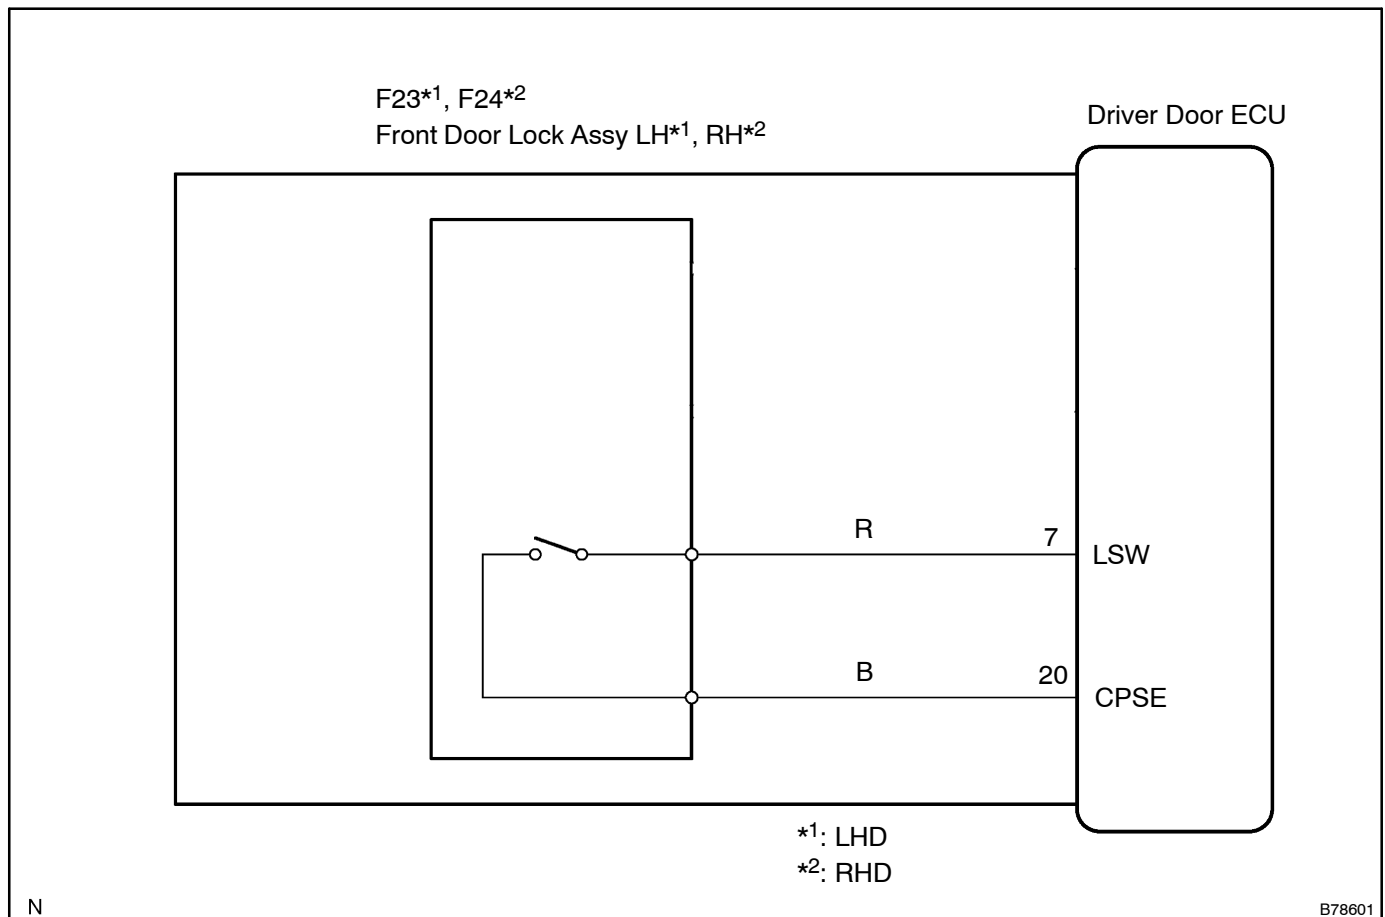 F23*1, F24*2
Front Door Lock Assy LH*1, RH*2
Driver Door ECU
R
7
LSW
B
20
CPSE
*1: LHD
*2: RHD
N
B78601